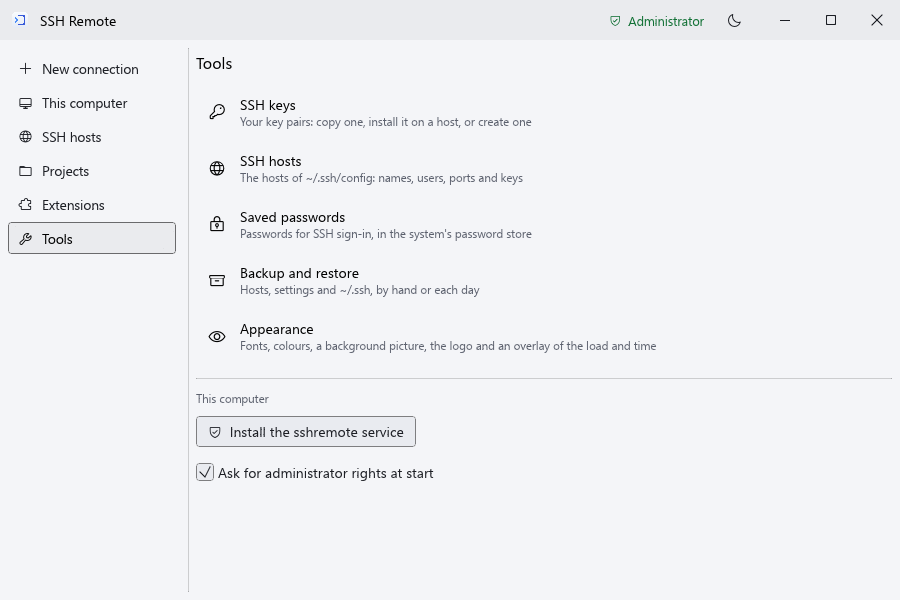 SSH Remote
Administrator
New connection
This computer
SSH hosts
Projects
Extensions
Tools
Tools
SSH keys
Your key pairs: copy one, install it on a host, or create one
SSH hosts
The hosts of ~/.ssh/config: names, users, ports and keys
Saved passwords
Passwords for SSH sign-in, in the system's password store
Backup and restore
Hosts, settings and ~/.ssh, by hand or each day
Appearance
Fonts, colours, a background picture, the logo and an overlay of the load and time
This computer
Install the sshremote service
Ask for administrator rights at start